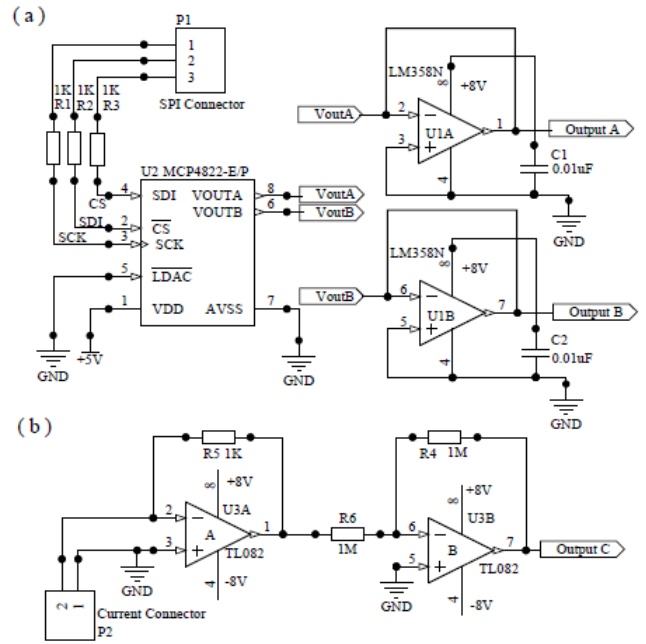 ( a )
P1
1
2
3
SPI Connector
1K 1K 1K
R1 R2 R3
U2 MCP4822-E/P
CS 4 SDI VOUTA 8 VoutA
VOUTB 6 VoutB
SDI 2 CS
SCK 3 SCK
5 LDAC
1 VDD AVSS 7
GND
+5V
GND
LM358N
8 +8V
VoutA 2 − U1A 1 Output A
3 +
4
C1
0.01uF
GND
LM358N
8 +8V
VoutB 6 − U1B 7 Output B
5 +
4
C2
0.01uF
GND
( b )
R5 1K
8 +8V
U3A
2 − A 1
3 +
TL082
4 -8V
GND
2 1
Current Connector
P2
R6
1M
R4 1M
8 +8V
U3B
6 − B 7 Output C
5 +
TL082
4 -8V
GND